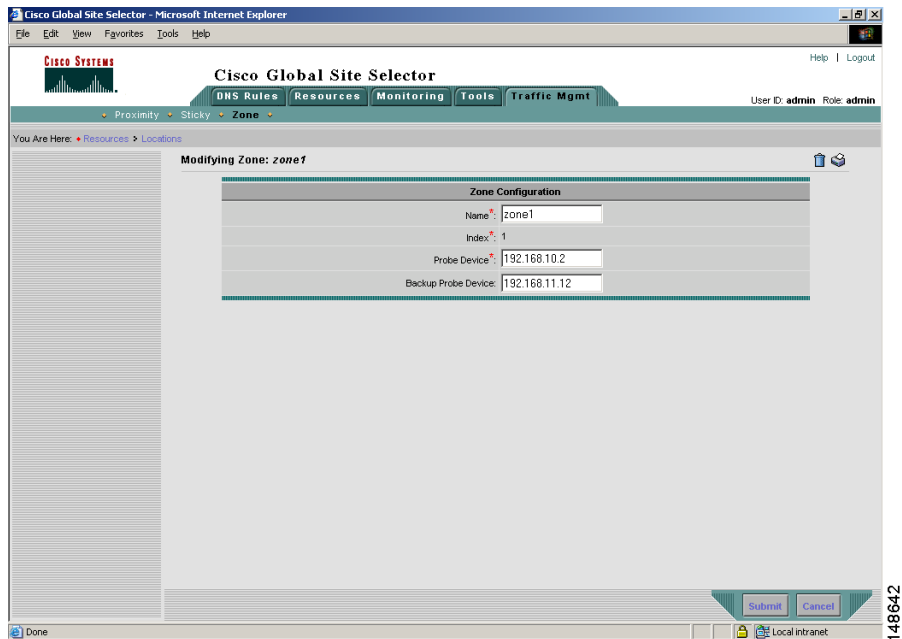 Cisco Global Site Selector - Microsoft Internet Explorer
File Edit View Favorites Tools Help
CISCO SYSTEMS
Cisco Global Site Selector
Help | Logout
DNS Rules Resources Monitoring Tools Traffic Mgmt
User ID: admin Role: admin
Proximity Sticky Zone
You Are Here: Resources > Locations
Modifying Zone: zone1
Zone Configuration
Name*: zone1
Index*: 1
Probe Device*: 192.168.10.2
Backup Probe Device: 192.168.11.12
Submit Cancel
Done
Local intranet
148642